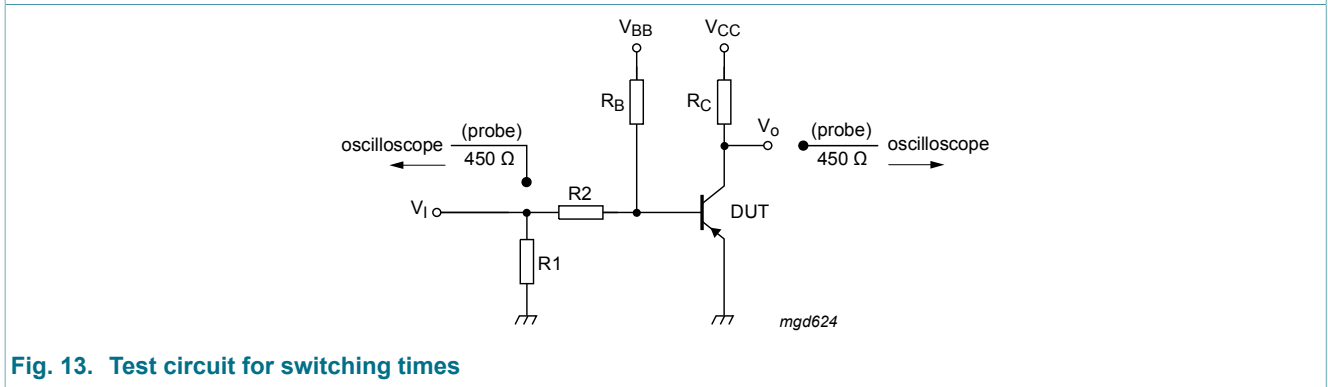 VBB
VCC
RB
RC
Vo
(probe)
450 Ω
oscilloscope
(probe)
450 Ω
oscilloscope
R2
VI
DUT
R1
mgd624
Fig. 13. Test circuit for switching times